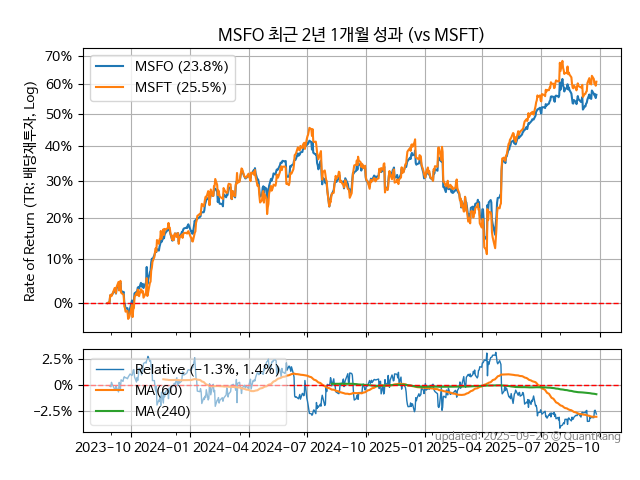 MSFO 최근 2년 1개월 성과 (vs MSFT)
Rate of Return (TR: 배당재투자, Log)
70%
60%
50%
40%
30%
20%
10%
0%
MSFO (23.8%)
MSFT (25.5%)
2.5%
0%
−2.5%
Relative (−1.3%, 1.4%)
MA(60)
MA(240)
2023−10 2024−01 2024−04 2024−07 2024−10 2025−01 2025−04 2025−07 2025−10
updated: 2025−09−26 © QuantKang